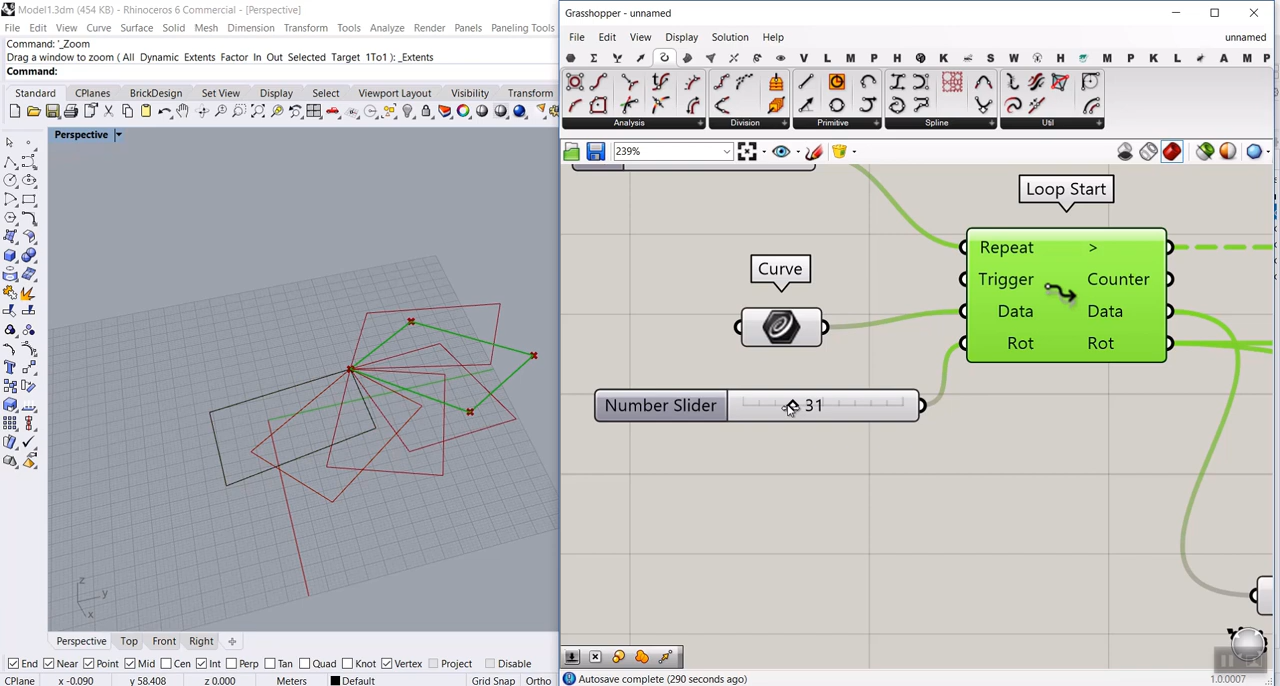 Model1.3dm (454 KB) - Rhinoceros 6 Commercial - [Perspective]
File Edit View Curve Surface Solid Mesh Dimension Transform Tools Analyze Render Panels Paneling Tools
Command: '_Zoom
Drag a window to zoom ( All Dynamic Extents Factor In Out Selected Target 1To1 ): _Extents
Command:
Standard CPlanes BrickDesign Set View Display Select Viewport Layout Visibility Transform
Perspective
z
y
x
Perspective Top Front Right
End Near Point Mid Cen Int Perp Tan Quad Knot Vertex Project Disable
CPlane x -0.090 y 58.408 z 0.000 Meters Default Grid Snap Ortho
Grasshopper - unnamed
File Edit View Display Solution Help unnamed
V L M P H K S W H M P K L A M P
Analysis Division Primitive Spline Util
239%
Loop Start
Repeat >
Trigger Counter
Data Data
Rot Rot
Curve
Number Slider 31
Autosave complete (290 seconds ago) 1.0.0007